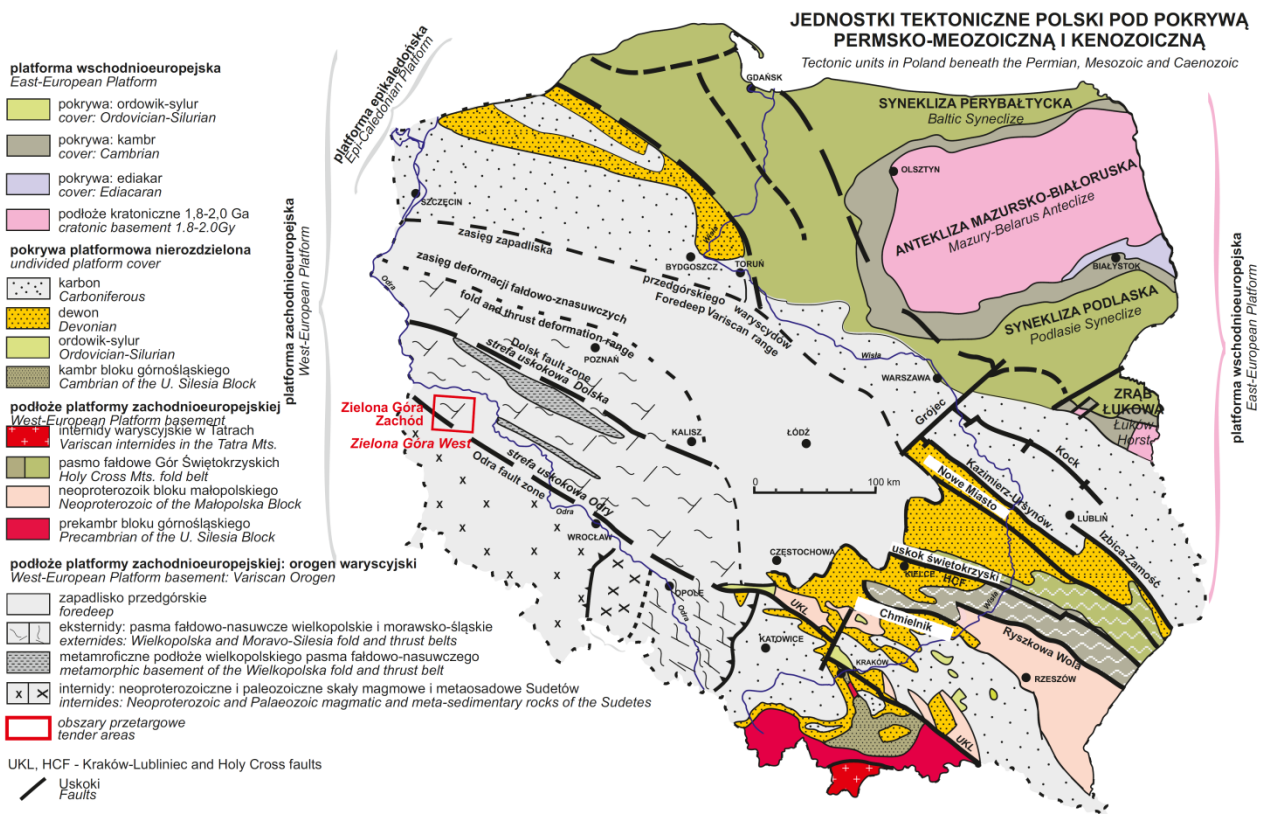 JEDNOSTKI TEKTONICZNE POLSKI POD POKRYWĄ
PERMSKO-MEOZOICZNĄ I KENOZOICZNĄ
Tectonic units in Poland beneath the Permian, Mesozoic and Caenozoic
platforma wschodnioeuropejska
East-European Platform
pokrywa: ordowik-sylur
cover: Ordovician-Silurian
pokrywa: kambr
cover: Cambrian
pokrywa: ediakar
cover: Ediacaran
podłoże kratoniczne 1,8-2,0 Ga
cratonic basement 1.8-2.0Gy
pokrywa platformowa nierozdzielona
undivided platform cover
karbon
Carboniferous
dewon
Devonian
ordowik-sylur
Ordovician-Silurian
kambr bloku górnośląskiego
Cambrian of the U. Silesia Block
podłoże platformy zachodnioeuropejskiej
West-European Platform basement
internidy waryscyjskie w Tatrach
Variscan internides in the Tatra Mts.
pasmo fałdowe Gór Świętokrzyskich
Holy Cross Mts. fold belt
neoproterozoik bloku małopolskiego
Neoproterozoic of the Małopolska Block
prekambr bloku górnośląskiego
Precambrian of the U. Silesia Block
podłoże platformy zachodnioeuropejskiej: orogen waryscyjski
West-European Platform basement: Variscan Orogen
zapadlisko przedgórskie
foredeep
eksternidy: pasma fałdowo-nasuwcze wielkopolskie i morawsko-śląskie
externides: Wielkopolska and Moravo-Silesia fold and thrust belts
metamroficzne podłoże wielkopolskiego pasma fałdowo-nasuwczego
metamorphic basement of the Wielkopolska fold and thrust belt
internidy: neoproterozoiczne i paleozoiczne skały magmowe i metaosadowe Sudetów
internides: Neoproterozoic and Palaeozoic magmatic and meta-sedimentary rocks of the Sudetes
obszary przetargowe
tender areas
UKL, HCF - Kraków-Lubliniec and Holy Cross faults
Uskoki
Faults
platforma epikaledońska
Epi-Caledonian Platform
platforma zachodnioeuropejska
West-European Platform
platforma wschodnioeuropejska
East-European Platform
GDAŃSK
SYNEKLIZA PERYBAŁTYCKA
Baltic Syneclize
OLSZTYN
ANTEKLIZA MAZURSKO-BIAŁORUSKA
Mazury-Belarus Anteclize
BIAŁYSTOK
SYNEKLIZA PODLASKA
Podlasie Syneclize
SZCZĘCIN
Odra
zasięg zapadliska
przedgórskiego waryscydów
Foredeep Variscan range
BYDGOSZCZ
TORUŃ
Wisła
Wisła
zasięg deformacji fałdowo-znasuwczych
fold and thrust deformation range
POZNAŃ
Dolsk fault zone
strefa uskokowa Dolska
WARSZAWA
ZRĄB
ŁUKOWA
Łuków
Horst
Zielona Góra
Zachód
Zielona Góra West
KALISZ
ŁÓDŹ
Grójec
Kock
strefa uskokowa Odry
Odra fault zone
Odra
0
100 km
Kazimierz-Ursynów
Nowe Miasto
LUBLIN
Izbica-Zamość
WROCŁAW
CZĘSTOCHOWA
uskok świętokrzyski
KIELCE
HCF
OPOLE
Odra
UKL
Chmielnik
Wisła
KATOWICE
Ryszkowa Wola
KRAKÓW
RZESZÓW
UKL